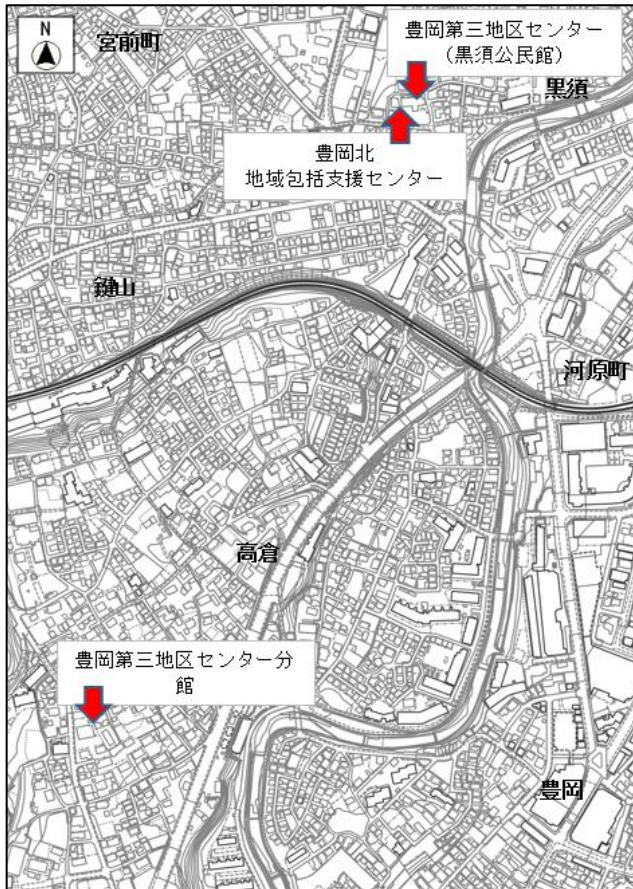 N
宮前町
豊岡第三地区センター
(黒須公民館)
黒須
豊岡北
地域包括支援センター
鍵山
河原町
高倉
豊岡第三地区センター分
館
豊岡